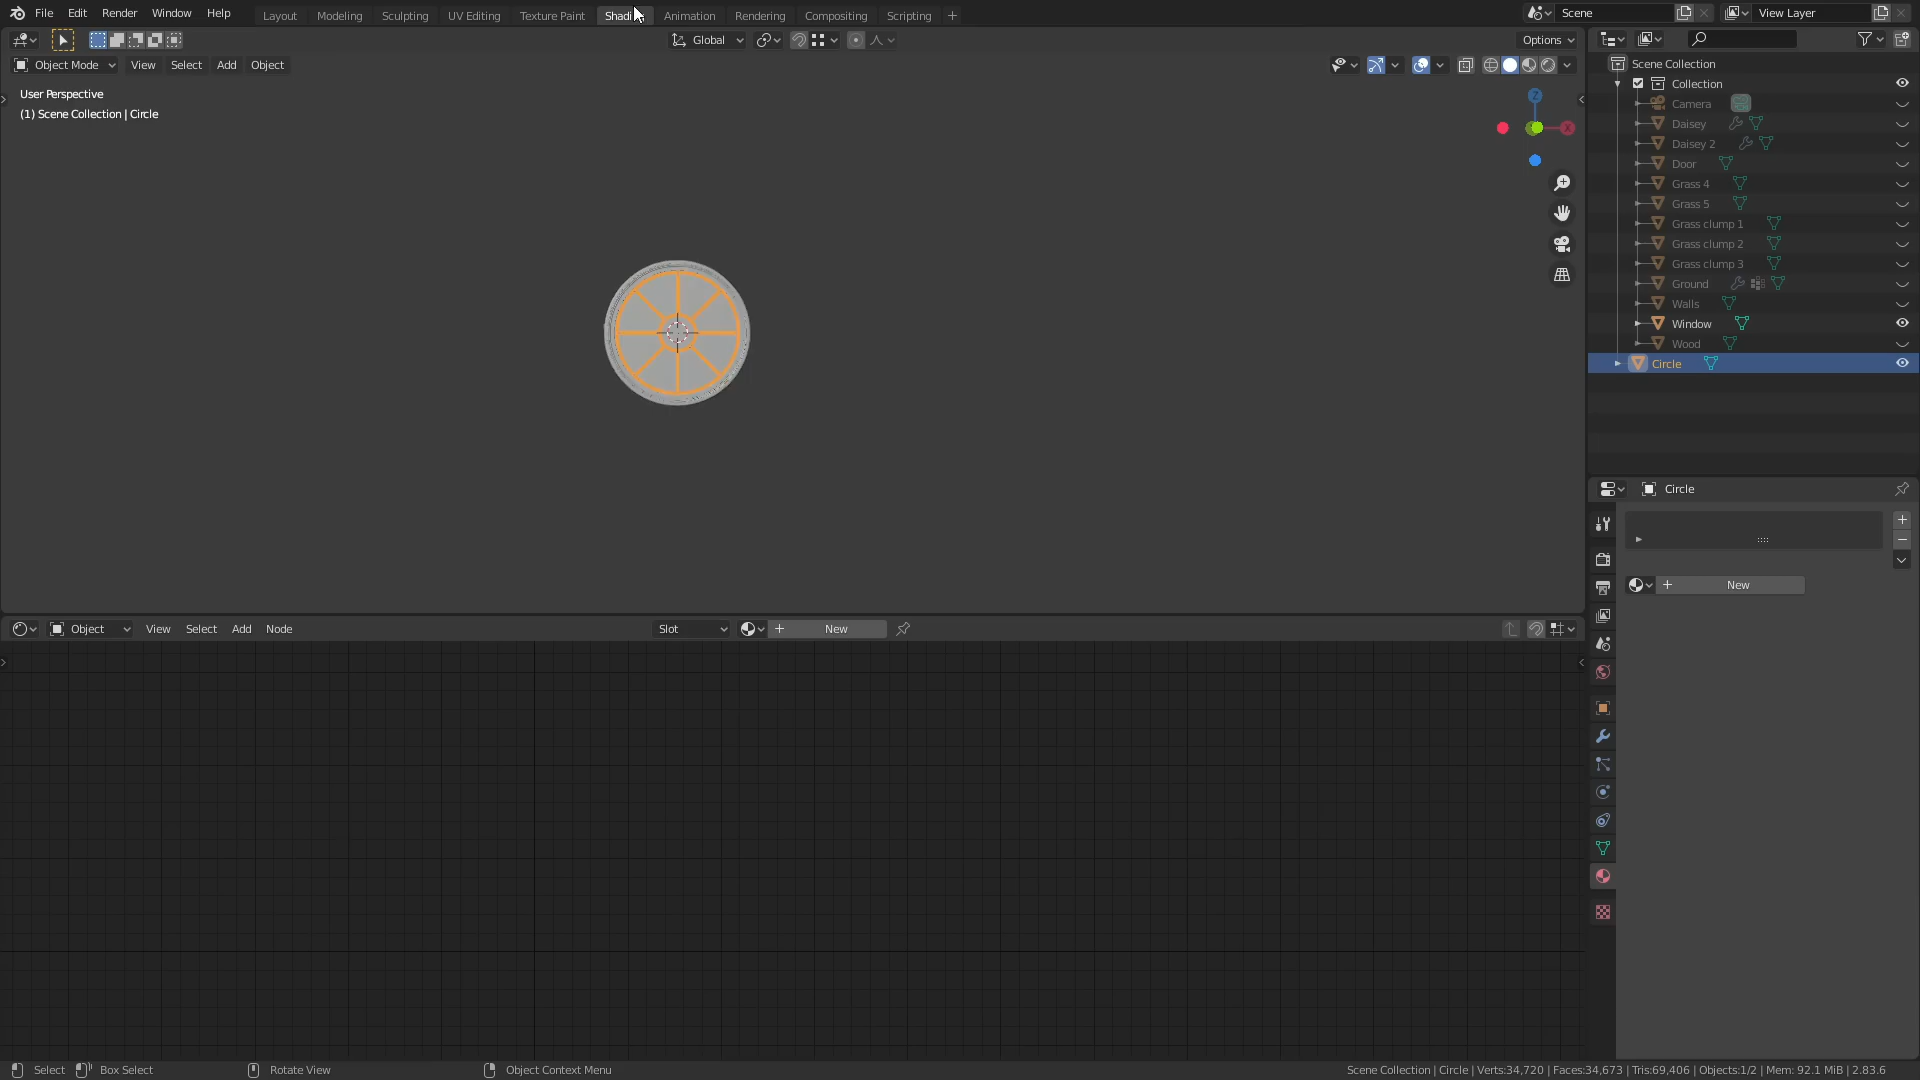 File Edit Render Window Help
Layout Modeling Sculpting UV Editing Texture Paint Animation Rendering Compositing Scripting
Scene
View Layer
Global
Options
Object Mode View Select Add Object
User Perspective
(1) Scene Collection | Circle
Z
X
Scene Collection
Collection
Camera
Daisey
Daisey 2
Door
Grass 4
Grass 5
Grass clump 1
Grass clump 2
Grass clump 3
Ground
Walls
Window
Wood
Circle
Circle
New
Object View Select Add Node
Slot
New
Select Box Select Rotate View Object Context Menu
Scene Collection | Circle | Verts:34,720 | Faces:34,673 | Tris:69,406 | Objects:1/2 | Mem: 92.1 MiB | 2.83.6